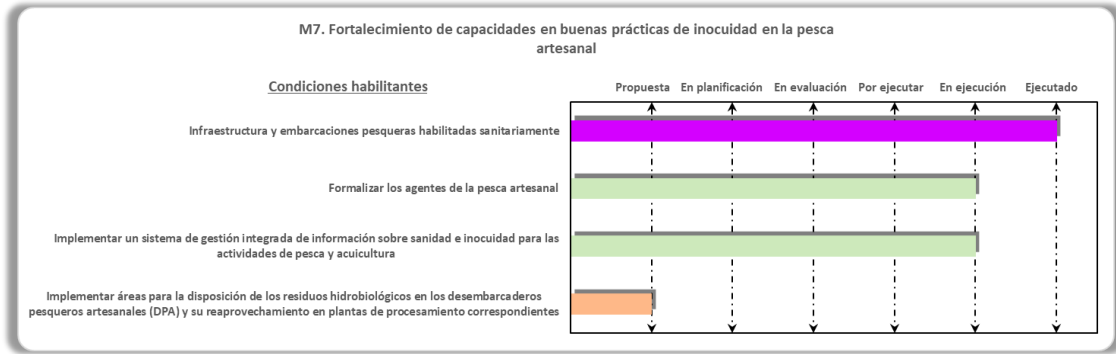 M7. Fortalecimiento de capacidades en buenas prácticas de inocuidad en la pesca
artesanal
Condiciones habilitantes
Propuesta En planificación En evaluación Por ejecutar En ejecución Ejecutado
Infraestructura y embarcaciones pesqueras habilitadas sanitariamente
Formalizar los agentes de la pesca artesanal
Implementar un sistema de gestión integrada de información sobre sanidad e inocuidad para las
actividades de pesca y acuicultura
Implementar áreas para la disposición de los residuos hidrobiológicos en los desembarcaderos
pesqueros artesanales (DPA) y su reaprovechamiento en plantas de procesamiento correspondientes